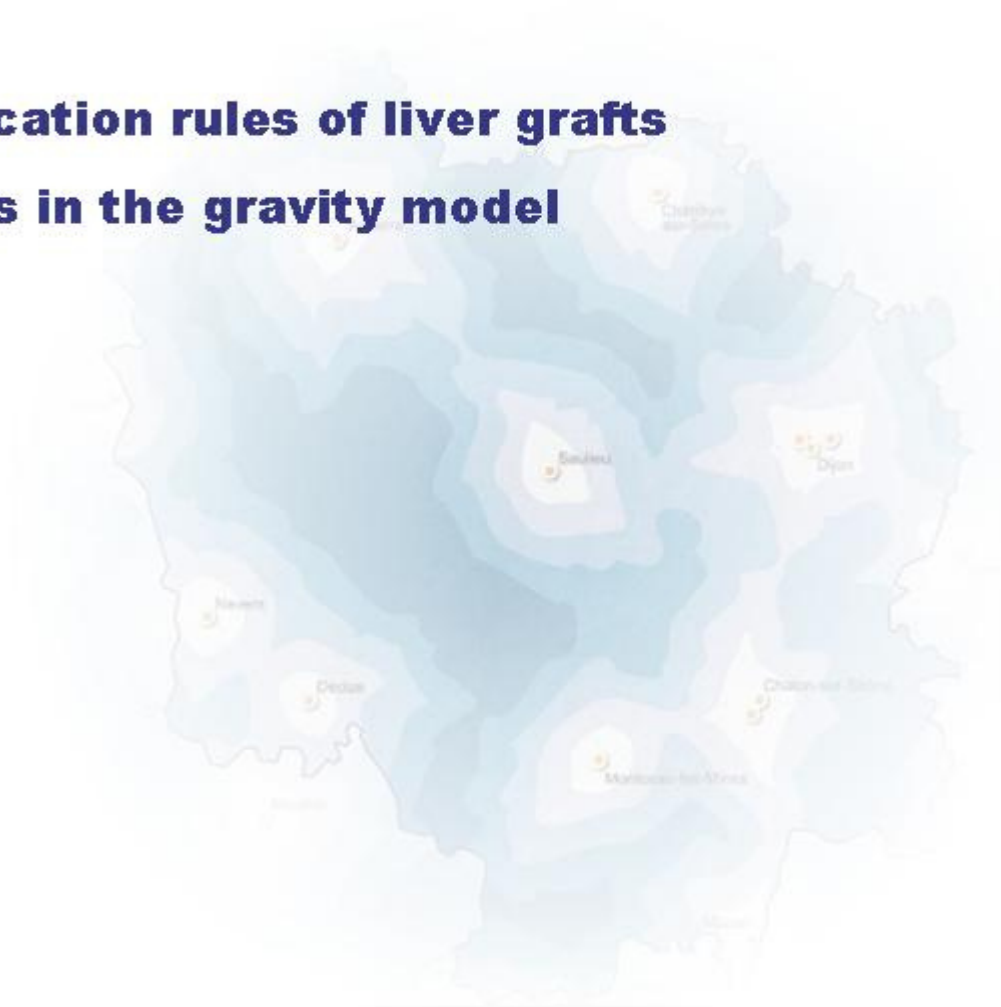 cation rules of liver grafts
s in the gravity model
Saulieu
Dijon
Nevers
Decize
Chalon-sur-Saône
Montceau-les-Mines